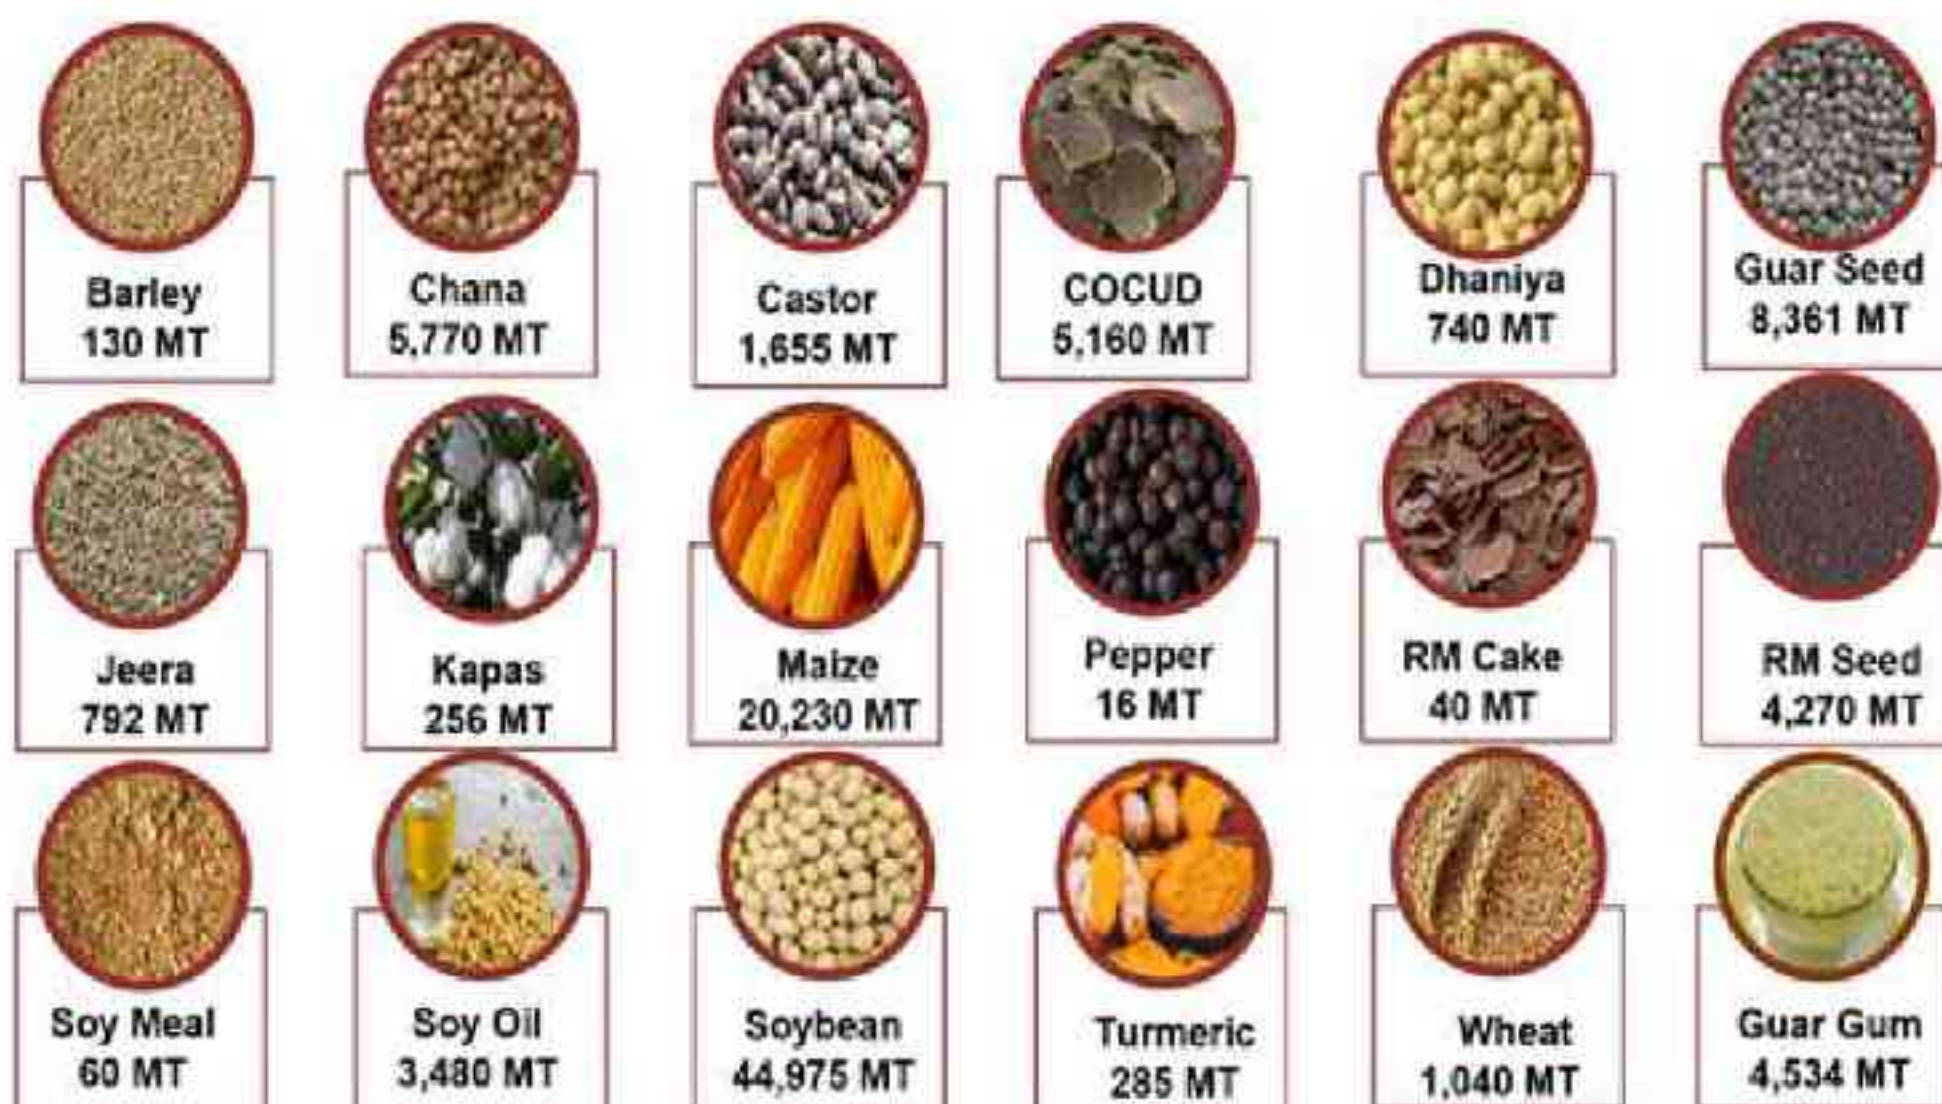 Barley
130 MT
Chana
5,770 MT
Castor
1,655 MT
COCUD
5,160 MT
Dhaniya
740 MT
Guar Seed
8,361 MT
Jeera
792 MT
Kapas
256 MT
Maize
20,230 MT
Pepper
16 MT
RM Cake
40 MT
RM Seed
4,270 MT
Soy Meal
60 MT
Soy Oil
3,480 MT
Soybean
44,975 MT
Turmeric
285 MT
Wheat
1,040 MT
Guar Gum
4,534 MT